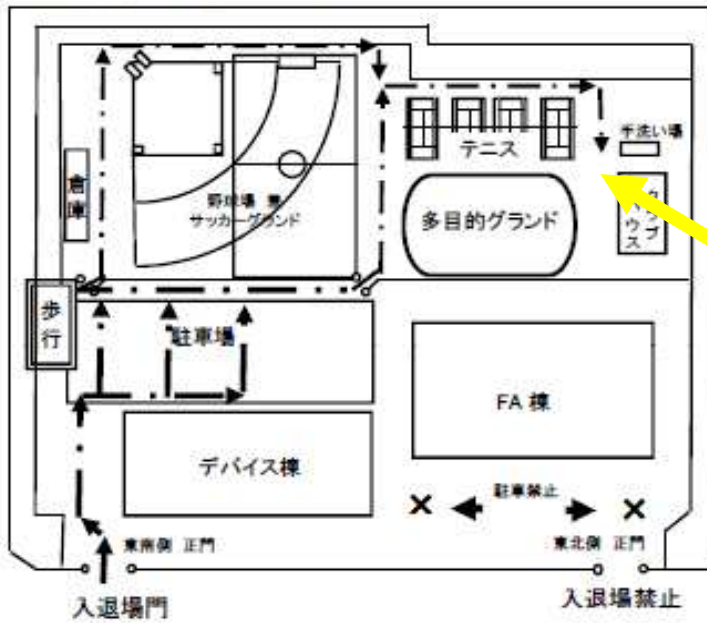 手洗い場
テニス
倉庫
野球場 兼
サッカーグランド
多目的グランド
クラブ
ハウス
歩行
駐車場
FA 棟
デバイス棟
駐車禁止
東南側 正門
東北側 正門
入退場門
入退場禁止